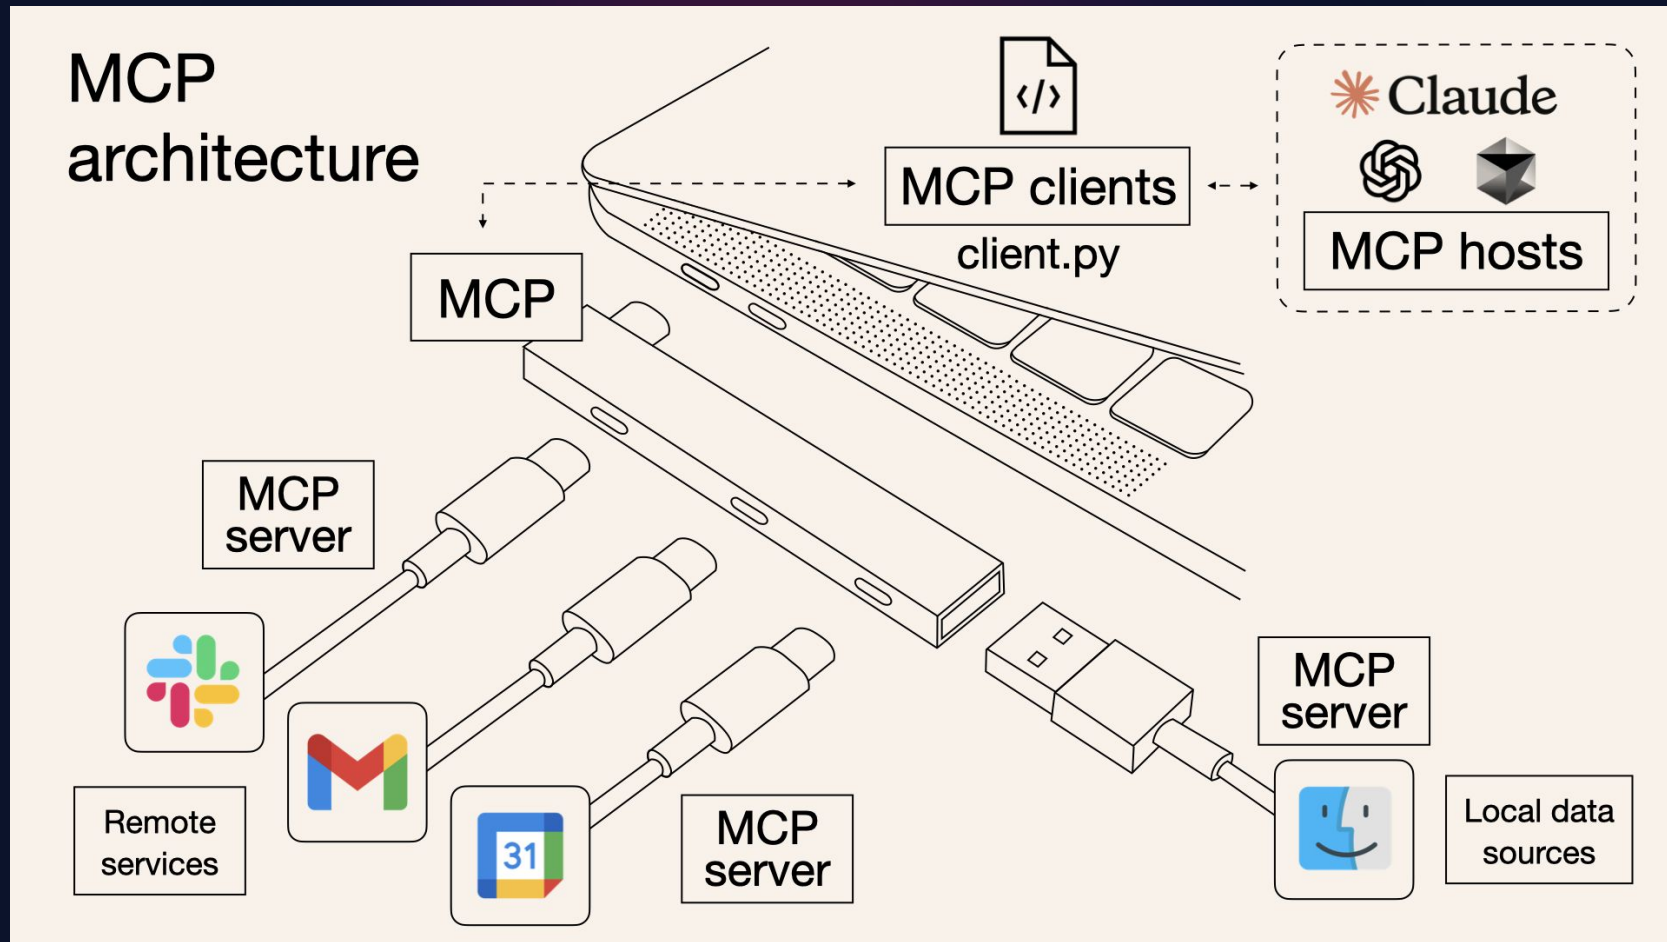 MCP
architecture
</>
Claude
MCP clients
client.py
MCP hosts
MCP
MCP
server
Remote
services
31
MCP
server
MCP
server
Local data
sources